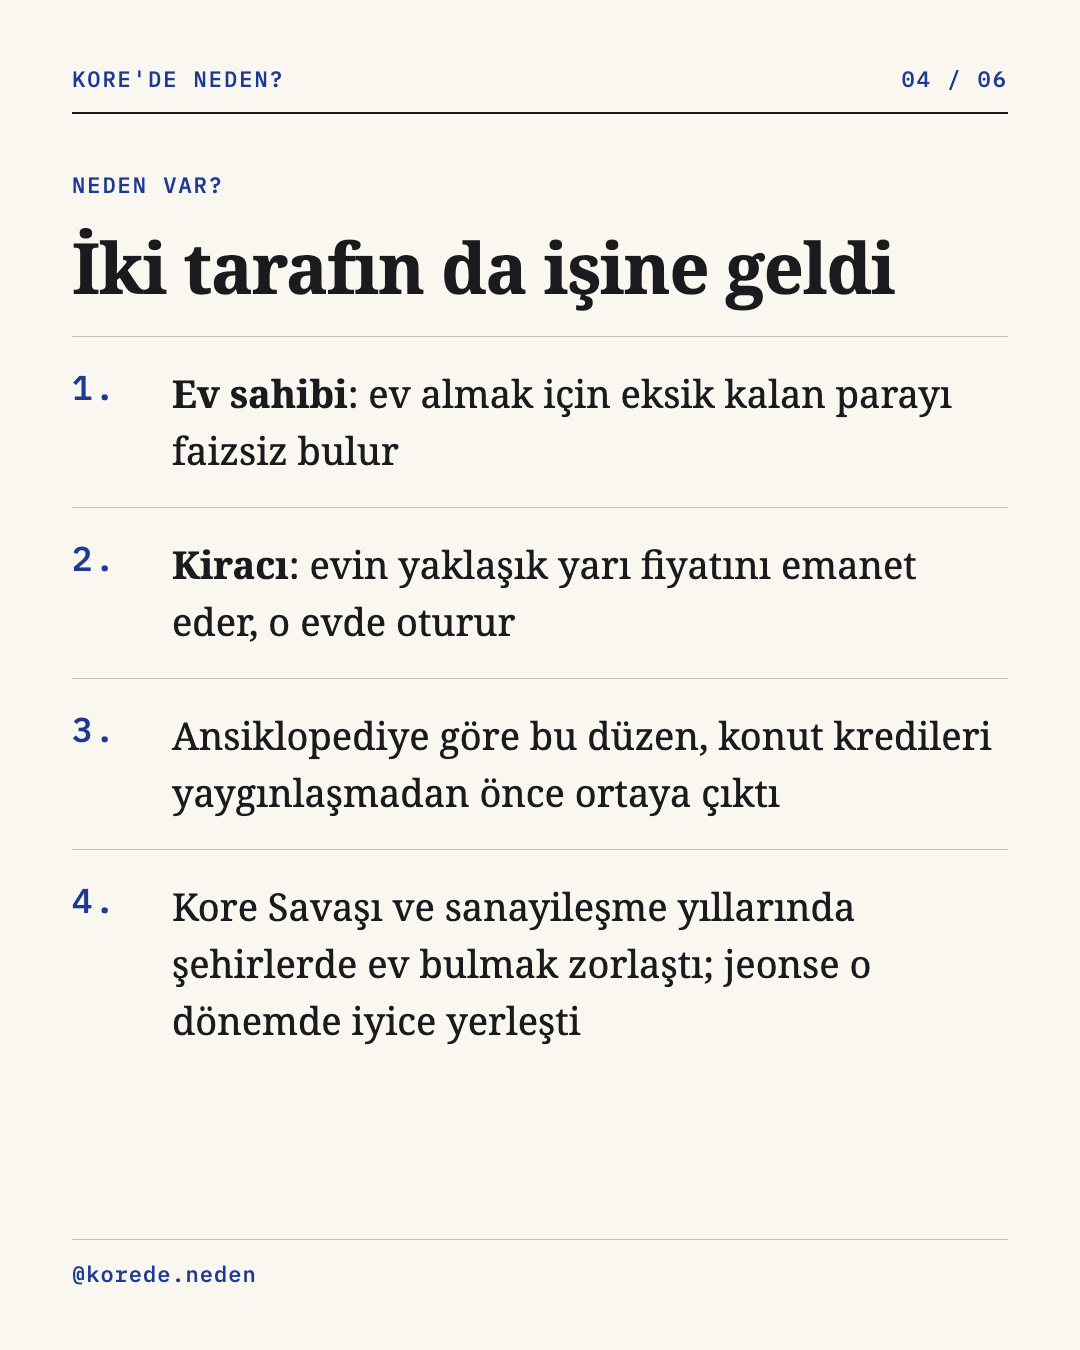 KORE'DE NEDEN?
04 / 06
NEDEN VAR?
İki tarafın da işine geldi
1. Ev sahibi: ev almak için eksik kalan parayı
faizsiz bulur
2. Kiracı: evin yaklaşık yarı fiyatını emanet
eder, o evde oturur
3. Ansiklopediye göre bu düzen, konut kredileri
yaygınlaşmadan önce ortaya çıktı
4. Kore Savaşı ve sanayileşme yıllarında
şehirlerde ev bulmak zorlaştı; jeonse o
dönemde iyice yerleşti
@korede.neden